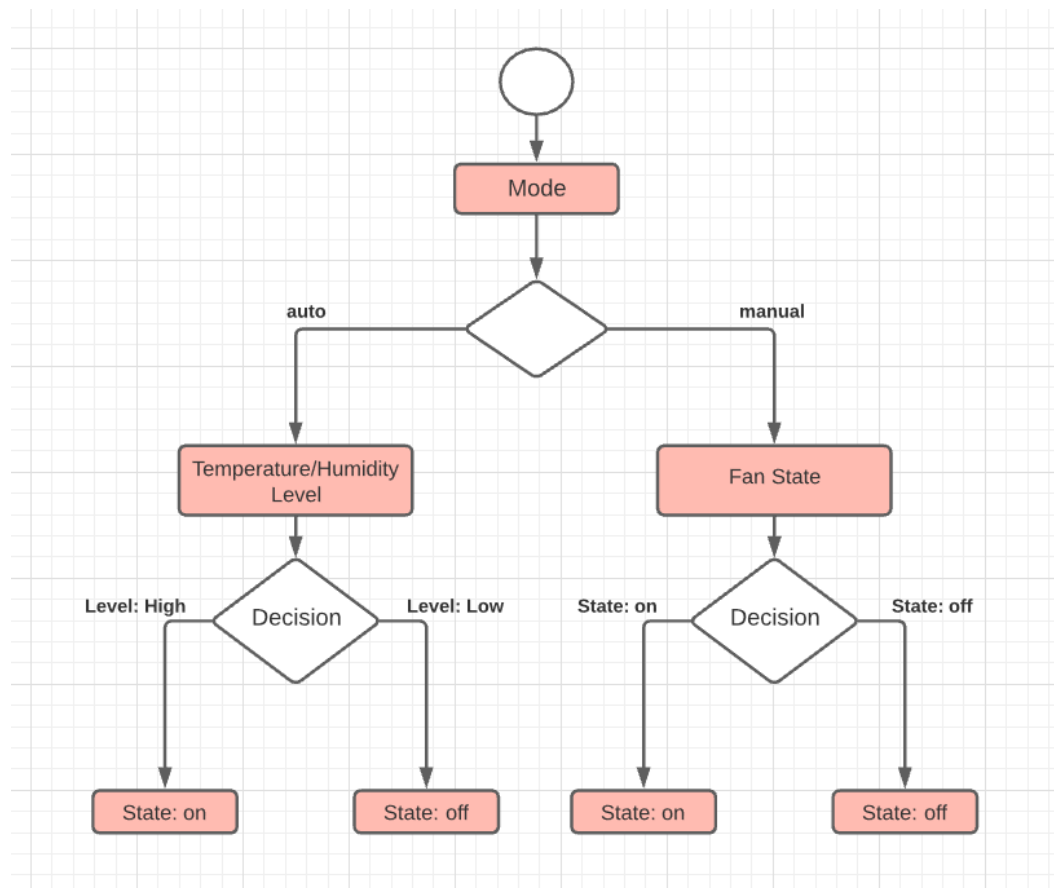 Mode
auto
manual
Temperature/Humidity
Level
Fan State
Level: High
Decision
Level: Low
State: on
Decision
State: off
State: on
State: off
State: on
State: off